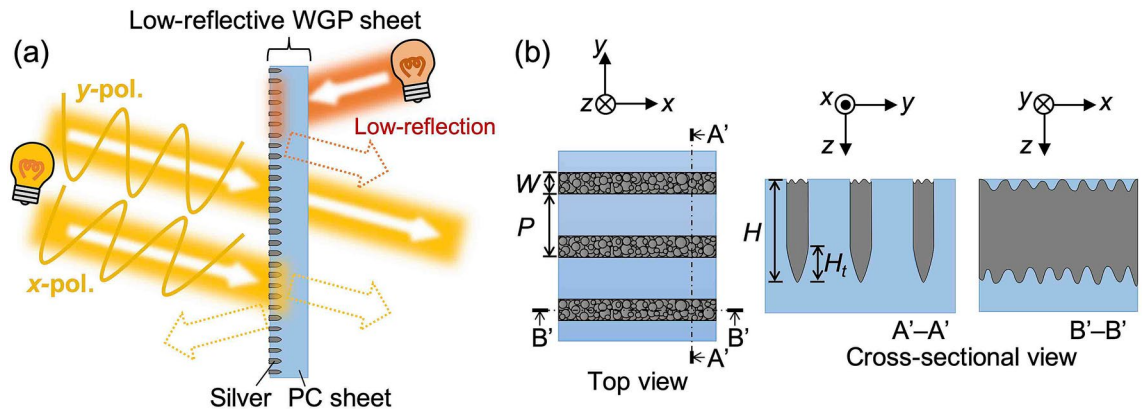 Low-reflective WGP sheet
(a)
y-pol.
Low-reflection
x-pol.
Silver PC sheet
(b)
y
z x
A'
W
P
B' B'
A'
Top view
x y
z
H
Ht
A'–A'
y x
z
B'–B'
Cross-sectional view